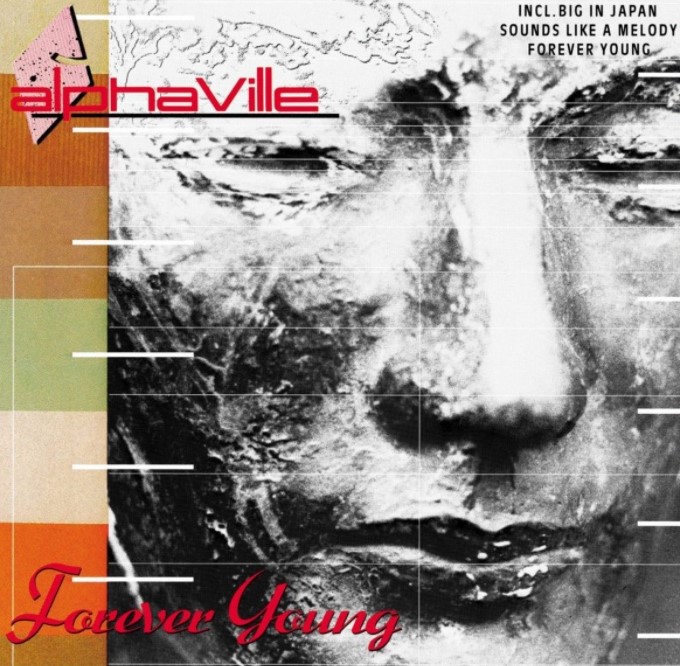 INCL.BIG IN JAPAN
SOUNDS LIKE A MELODY
FOREVER YOUNG
alphaville
Forever Young